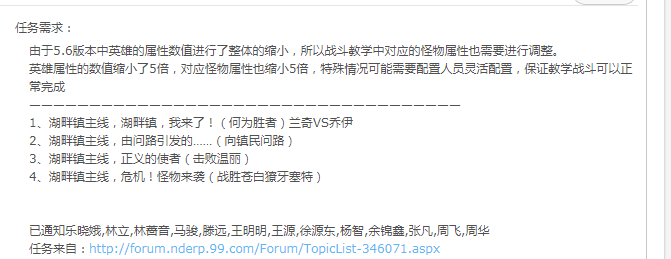 任务需求：
由于5.6版本中英雄的属性数值进行了整体的缩小，所以战斗教学中对应的怪物属性也需要进行调整。
英雄属性的数值缩小了5倍，对应怪物属性也缩小5倍，特殊情况可能需要配置人员灵活配置，保证教学战斗可以正
常完成
————————————————————————————————————
1、湖畔镇主线，湖畔镇，我来了！（何为胜者）兰奇VS乔伊
2、湖畔镇主线，由问路引发的……（向镇民问路）
3、湖畔镇主线，正义的使者（击败温丽）
4、湖畔镇主线，危机！怪物来袭（战胜苍白獠牙塞特）
已通知乐晓娥,林立,林蔷音,马骏,滕远,王明明,王源,徐源东,杨智,余锦鑫,张凡,周飞,周华
任务来自：http://forum.nderp.99.com/Forum/TopicList-346071.aspx